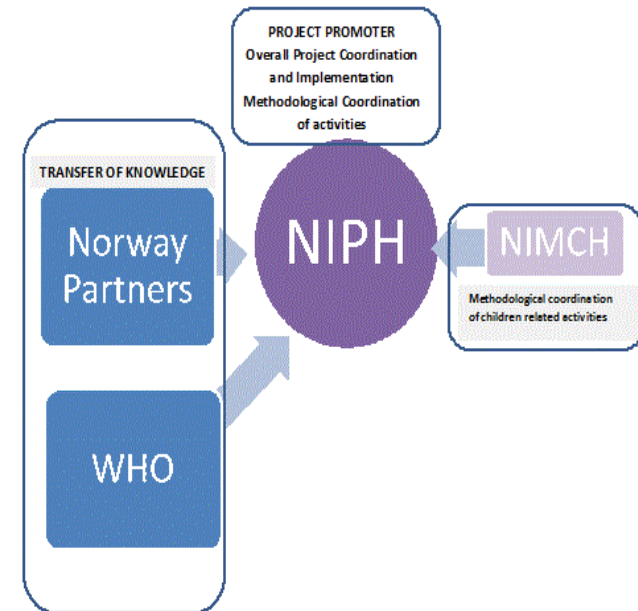 PROJECT PROMOTER
Overall Project Coordination
and Implementation
Methodological Coordination
of activities
TRANSFER OF KNOWLEDGE
Norway
Partners
NIPH
NIMCH
Methodological coordination
of children related activities
WHO